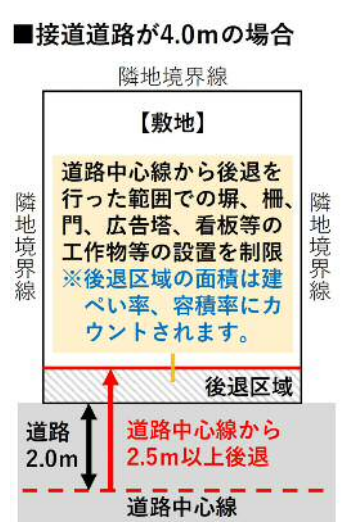 ■接道道路が4.0mの場合
隣地境界線
【敷地】
道路中心線から後退を
行った範囲での塀、柵、
門、広告塔、看板等の
工作物等の設置を制限
※後退区域の面積は建
ぺい率、容積率にカ
ウントされます。
隣地境界線
隣地境界線
後退区域
道路
2.0m
道路中心線から
2.5m以上後退
道路中心線